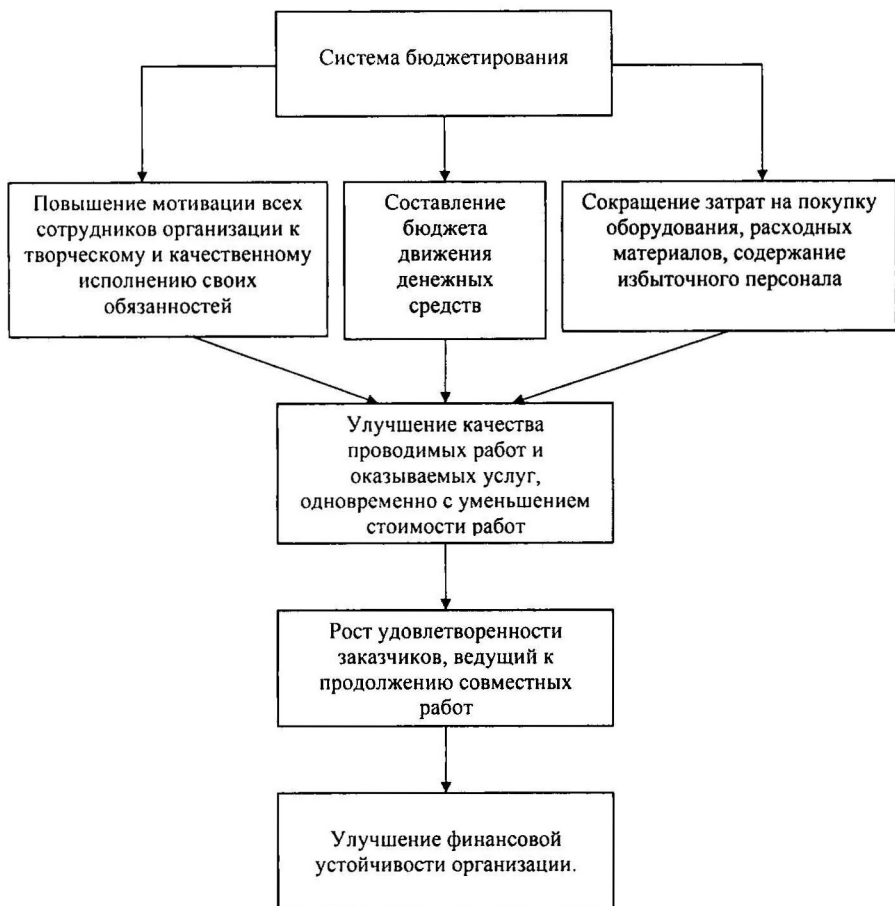 Система бюджетирования
Повышение мотивации всех
сотрудников организации к
творческому и качественному
исполнению своих
обязанностей
Составление
бюджета
движения
денежных
средств
Сокращение затрат на покупку
оборудования, расходных
материалов, содержание
избыточного персонала
Улучшение качества
проводимых работ и
оказываемых услуг,
одновременно с уменьшением
стоимости работ
Рост удовлетворенности
заказчиков, ведущий к
продолжению совместных
работ
Улучшение финансовой
устойчивости организации.